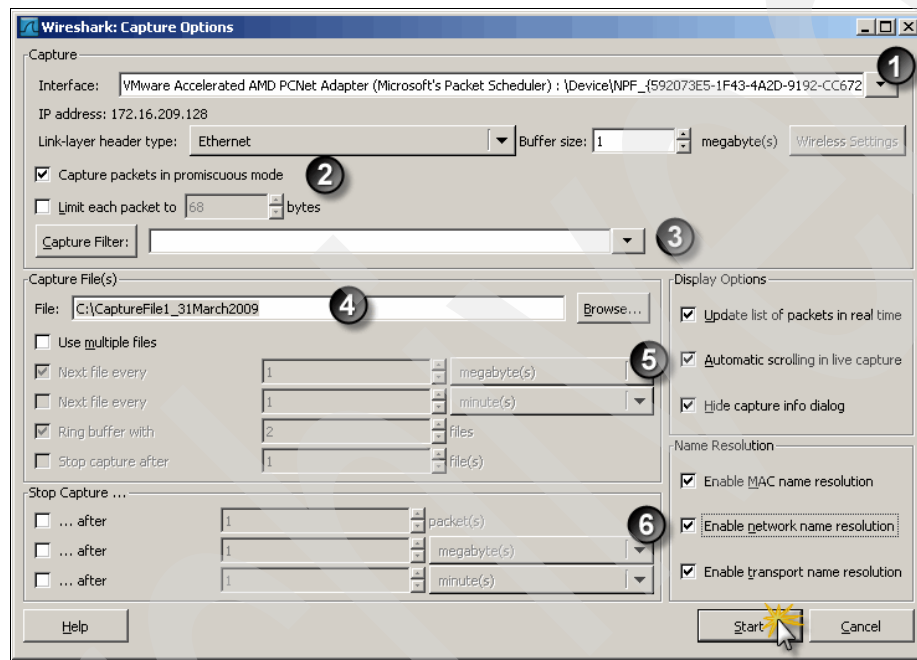 Wireshark: Capture Options
Capture
1
Interface: VMware Accelerated AMD PCNet Adapter (Microsoft's Packet Scheduler) : \Device\NPF_{592073E5-1F43-4A2D-9192-CC672
IP address: 172.16.209.128
Link-layer header type: Ethernet Buffer size: 1 megabyte(s) Wireless Settings
Capture packets in promiscuous mode 2
Limit each packet to 68 bytes
Capture Filter: 3
Capture File(s)
File: C:\CaptureFile1_31March2009 4 Browse...
Use multiple files
Next file every 1 megabyte(s) 5
Next file every 1 minute(s)
Ring buffer with 2 files
Stop capture after 1 file(s)
Display Options
Update list of packets in real time
Automatic scrolling in live capture
Hide capture info dialog
Stop Capture ...
... after 1 packet(s) 6
... after 1 megabyte(s)
... after 1 minute(s)
Name Resolution
Enable MAC name resolution
Enable network name resolution
Enable transport name resolution
Help Start Cancel